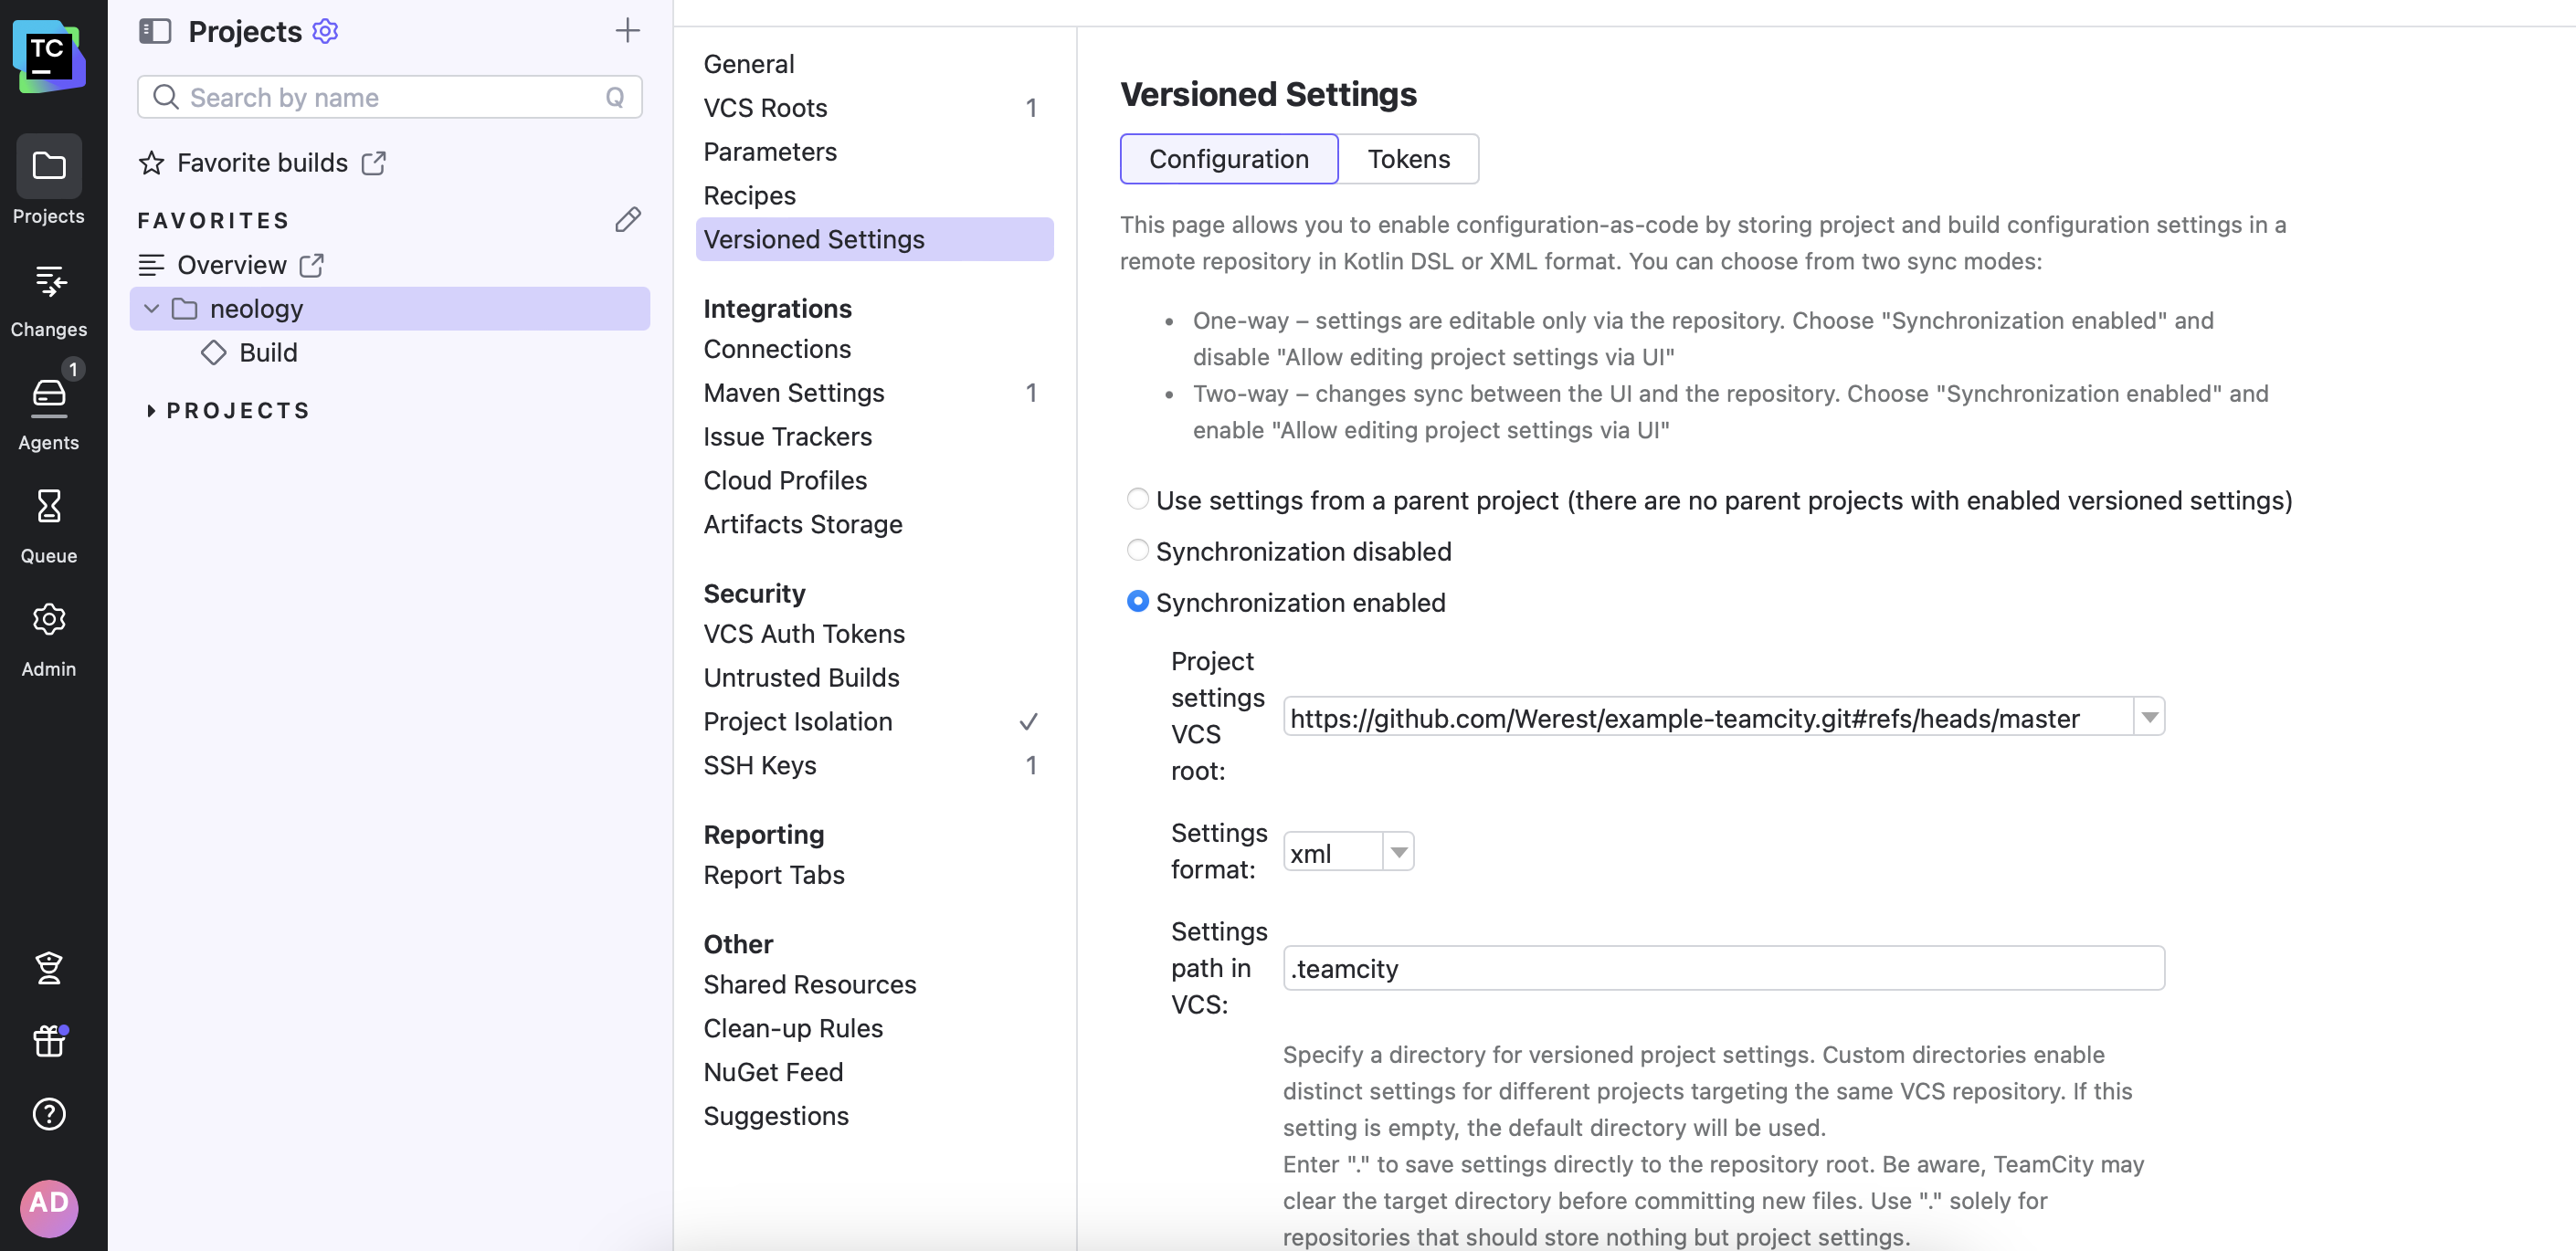 TC
Projects
Changes
1
Agents
Queue
Admin
AD
Projects
Search by name
Q
Favorite builds
FAVORITES
Overview
neology
Build
PROJECTS
General
VCS Roots 1
Parameters
Recipes
Versioned Settings
Integrations
Connections
Maven Settings 1
Issue Trackers
Cloud Profiles
Artifacts Storage
Security
VCS Auth Tokens
Untrusted Builds
Project Isolation
SSH Keys 1
Reporting
Report Tabs
Other
Shared Resources
Clean-up Rules
NuGet Feed
Suggestions
Versioned Settings
Configuration Tokens
This page allows you to enable configuration-as-code by storing project and build configuration settings in a
remote repository in Kotlin DSL or XML format. You can choose from two sync modes:
• One-way – settings are editable only via the repository. Choose "Synchronization enabled" and
disable "Allow editing project settings via UI"
• Two-way – changes sync between the UI and the repository. Choose "Synchronization enabled" and
enable "Allow editing project settings via UI"
Use settings from a parent project (there are no parent projects with enabled versioned settings)
Synchronization disabled
Synchronization enabled
Project
settings
VCS
root:
https://github.com/Werest/example-teamcity.git#refs/heads/master
Settings
format:
xml
Settings
path in
VCS:
.teamcity
Specify a directory for versioned project settings. Custom directories enable
distinct settings for different projects targeting the same VCS repository. If this
setting is empty, the default directory will be used.
Enter "." to save settings directly to the repository root. Be aware, TeamCity may
clear the target directory before committing new files. Use "." solely for
repositories that should store nothing but project settings.